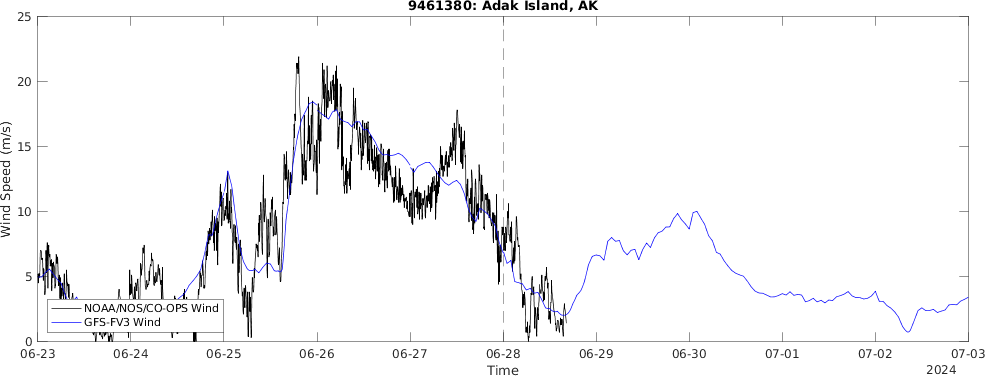 9461380: Adak Island, AK
Wind Speed (m/s)
25
20
15
10
5
0
NOAA/NOS/CO-OPS Wind
GFS-FV3 Wind
06-23 06-24 06-25 06-26 06-27 06-28 06-29 06-30 07-01 07-02 07-03
Time
2024